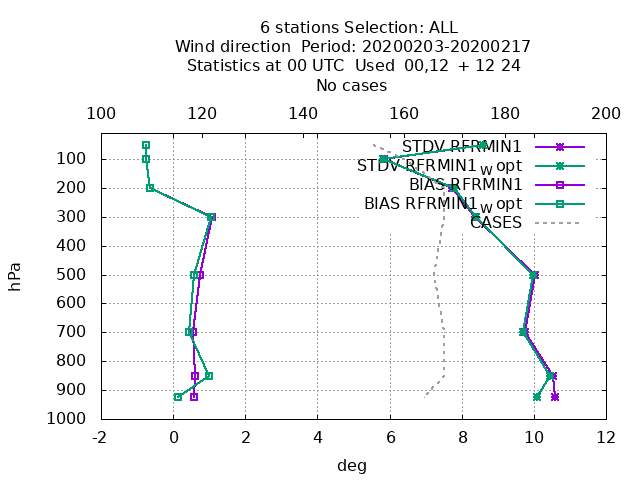 6 stations Selection: ALL
Wind direction  Period: 20200203-20200217
Statistics at 00 UTC  Used  00,12  + 12 24
No cases
100 120 140 160 180 200
STDV RFRMIN1
STDV RFRMIN1w opt
BIAS RFRMIN1
BIAS RFRMIN1w opt
CASES
hPa
100
200
300
400
500
600
700
800
900
1000
-2 0 2 4 6 8 10 12
deg